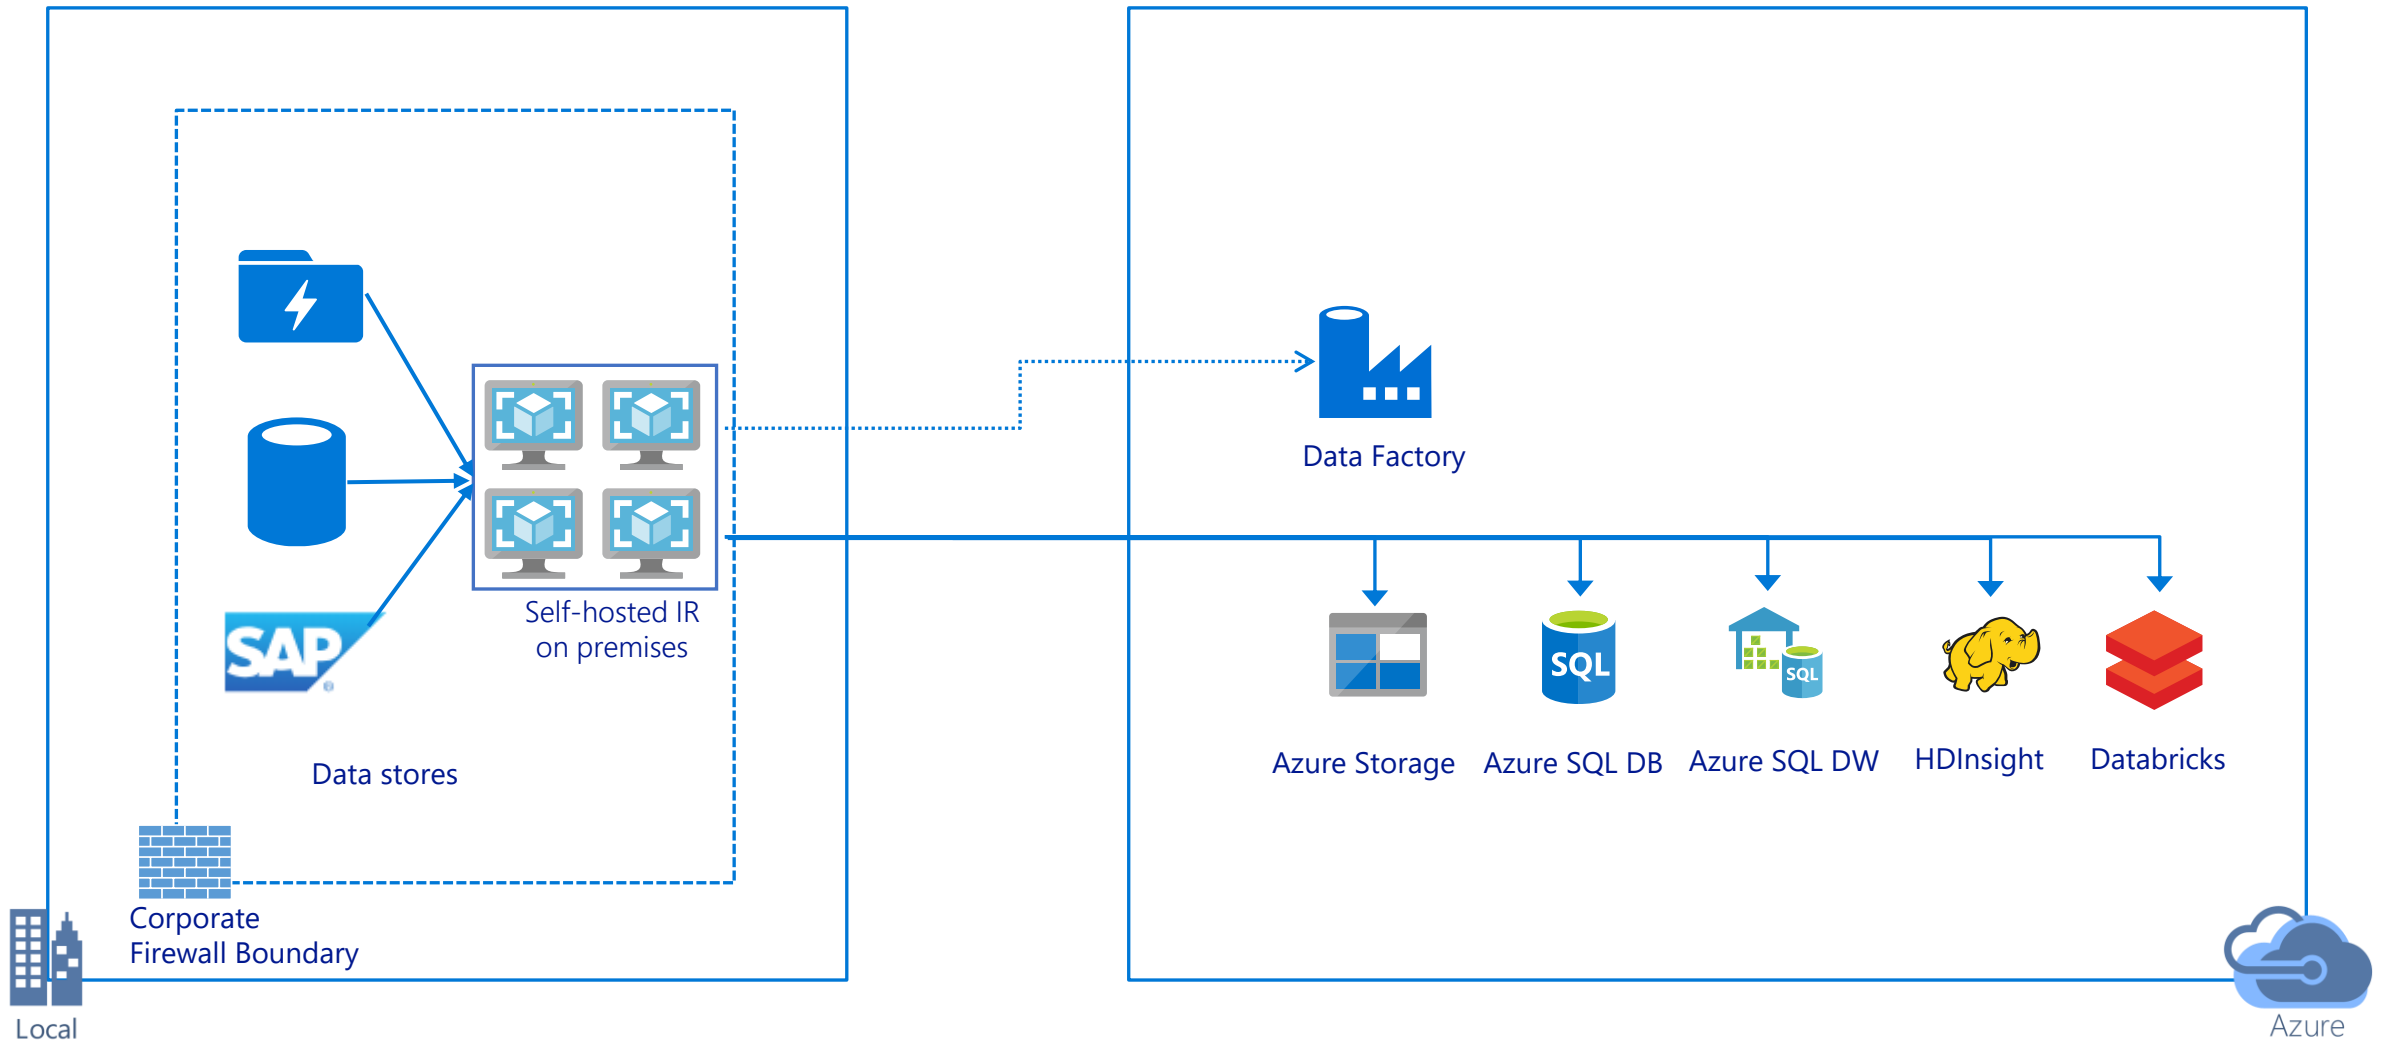 Data Factory
SAP
®
Self-hosted IR
on premises
SQL
SQL
Data stores
Azure Storage
Azure SQL DB
Azure SQL DW
HDInsight
Databricks
Corporate
Firewall Boundary
Local
Azure